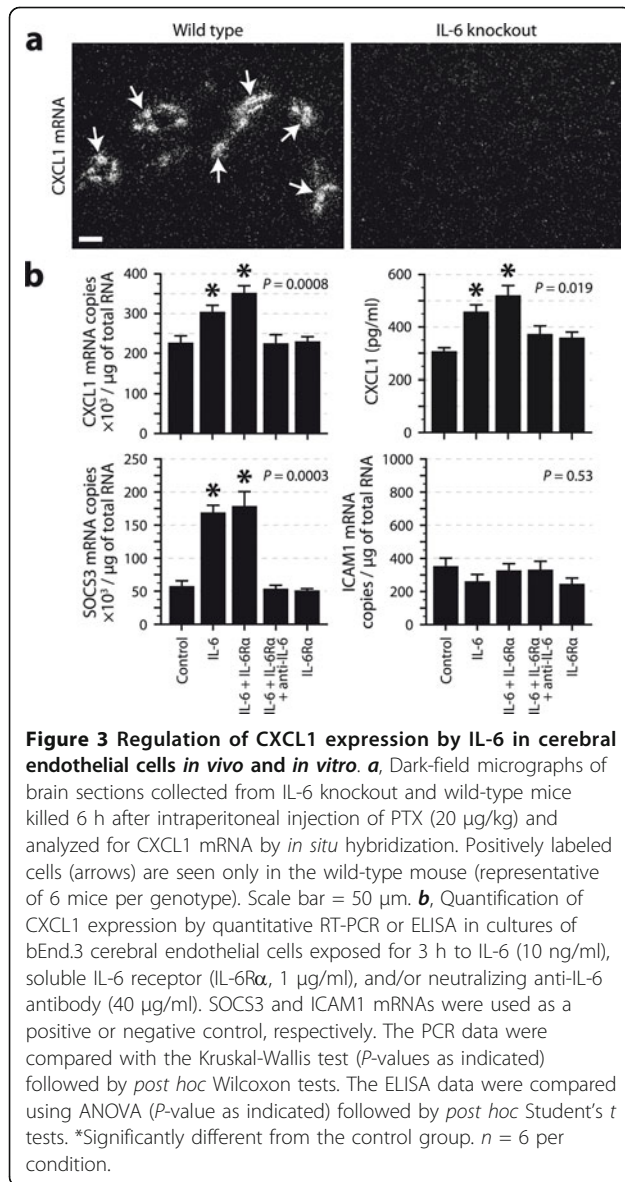 Wild type IL-6 knockout
a
CXCL1 mRNA
b
CXCL1 mRNA copies
×10³ / µg of total RNA
400
300
200
100
0
* *
P = 0.0008
CXCL1 (pg/ml)
600
400
200
0
* *
P = 0.019
SOCS3 mRNA copies
×10³ / µg of total RNA
250
200
150
100
50
0
* *
P = 0.0003
ICAM1 mRNA
copies / µg of total RNA
1000
800
600
400
200
0
P = 0.53
Control
IL-6
IL-6 + IL-6Rα
IL-6 + IL-6Rα
+ anti-IL-6
IL-6Rα
Control
IL-6
IL-6 + IL-6Rα
IL-6 + IL-6Rα
+ anti-IL-6
IL-6Rα
Figure 3 Regulation of CXCL1 expression by IL-6 in cerebral
endothelial cells in vivo and in vitro. a, Dark-field micrographs of
brain sections collected from IL-6 knockout and wild-type mice
killed 6 h after intraperitoneal injection of PTX (20 µg/kg) and
analyzed for CXCL1 mRNA by in situ hybridization. Positively labeled
cells (arrows) are seen only in the wild-type mouse (representative
of 6 mice per genotype). Scale bar = 50 µm. b, Quantification of
CXCL1 expression by quantitative RT-PCR or ELISA in cultures of
bEnd.3 cerebral endothelial cells exposed for 3 h to IL-6 (10 ng/ml),
soluble IL-6 receptor (IL-6Rα, 1 µg/ml), and/or neutralizing anti-IL-6
antibody (40 µg/ml). SOCS3 and ICAM1 mRNAs were used as a
positive or negative control, respectively. The PCR data were
compared with the Kruskal-Wallis test (P-values as indicated)
followed by post hoc Wilcoxon tests. The ELISA data were compared
using ANOVA (P-value as indicated) followed by post hoc Student's t
tests. *Significantly different from the control group. n = 6 per
condition.